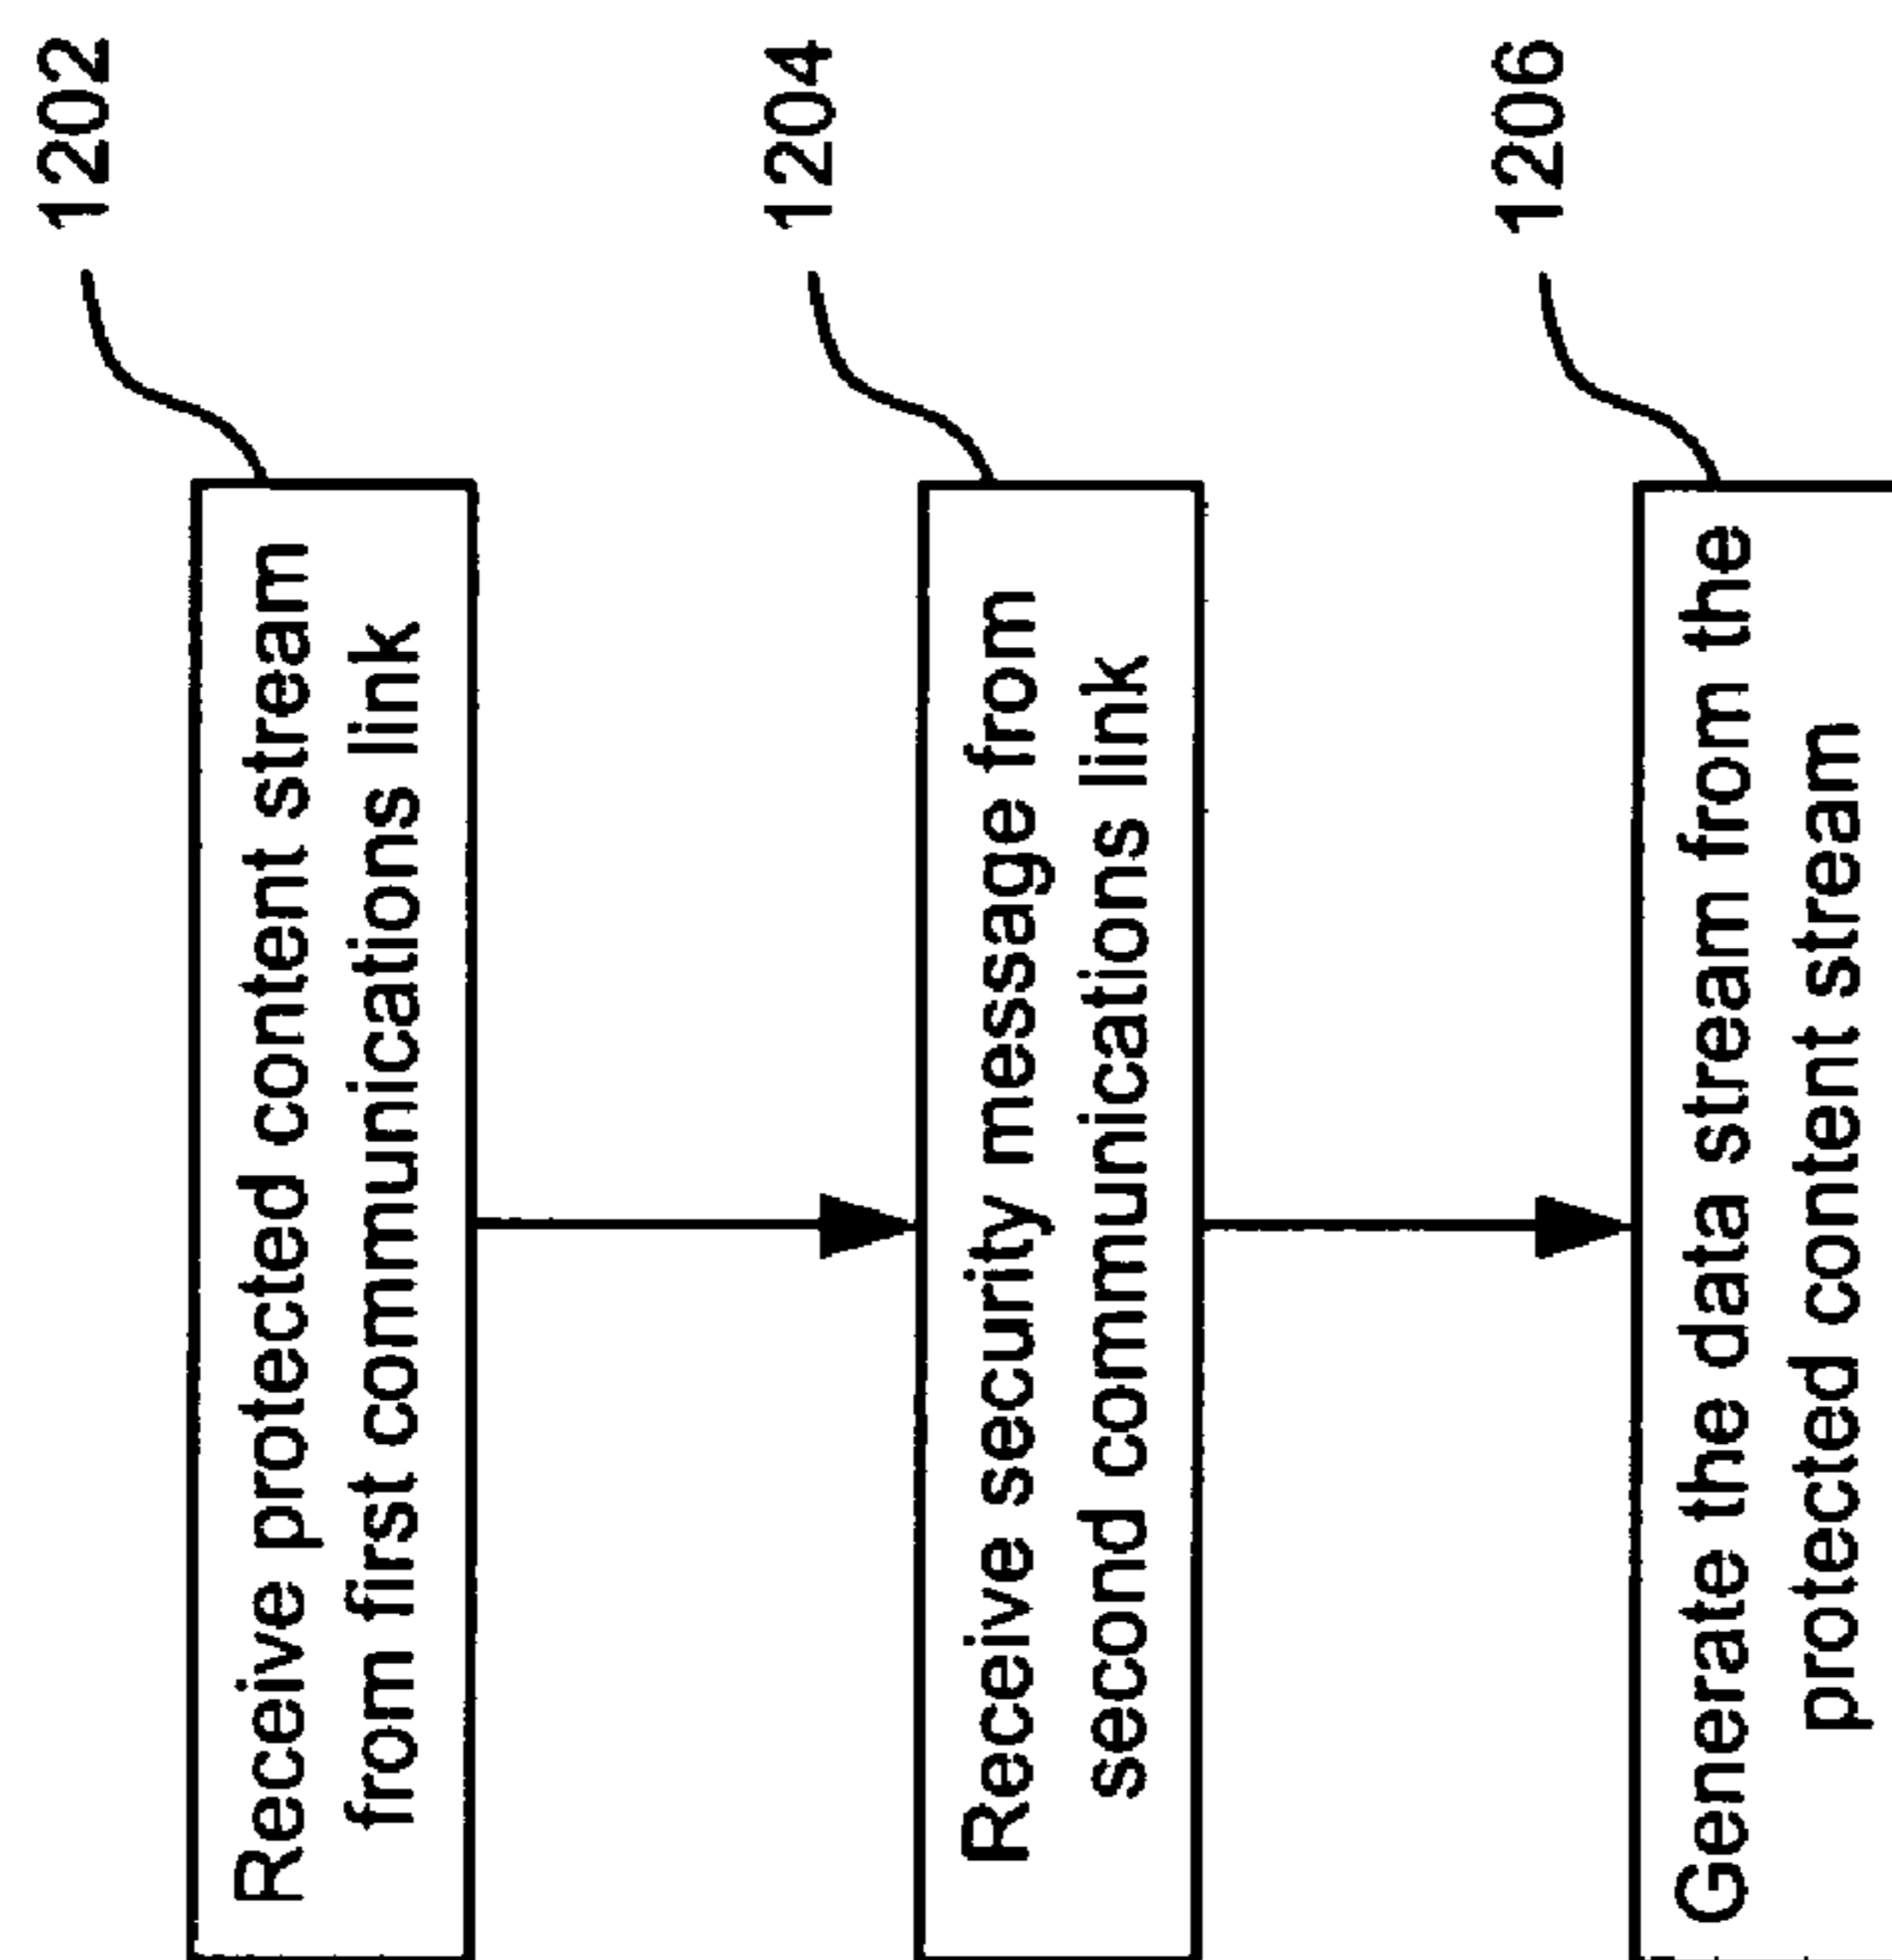 1202
Receive protected content stream
from first communications link
1204
Receive security message from
second communications link
1206
Generate the data stream from the
protected content stream